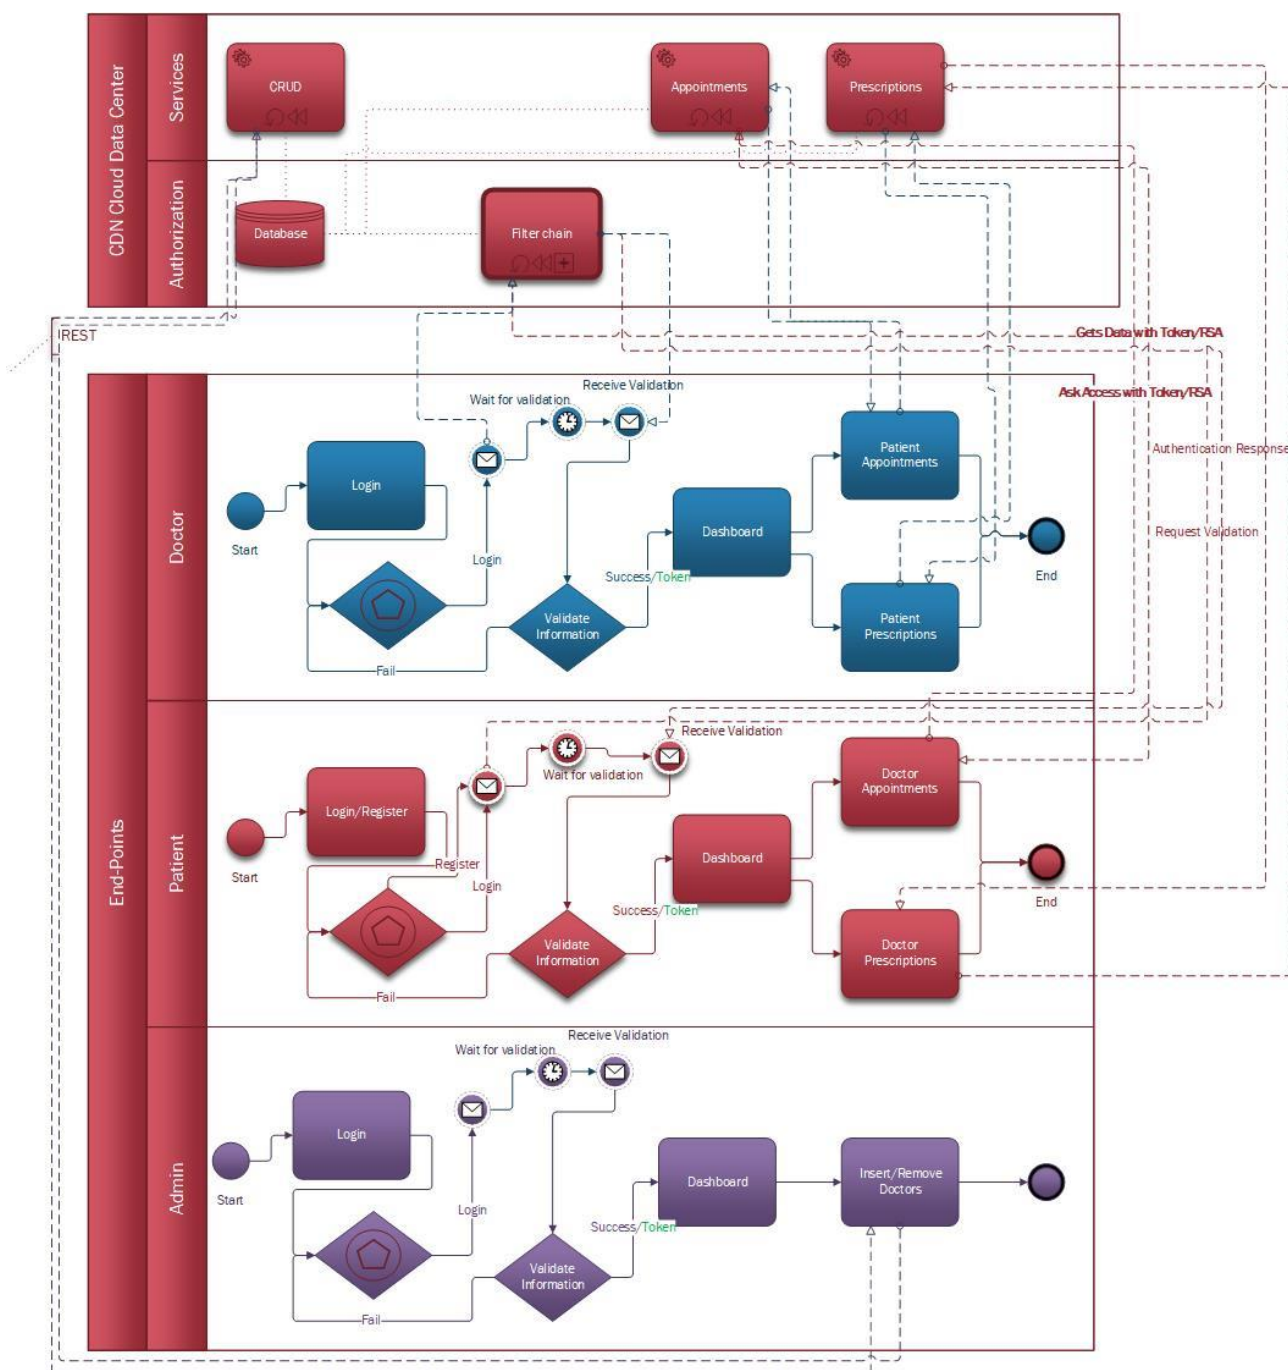 CDN Cloud Data Center
Services
CRUD
Appointments
Prescriptions
Authorization
Database
Filter chain
REST
Gets Data with Token/RSA
Ask Access with Token/RSA
Authentication Response
Request Validation
End-Points
Doctor
Start
Login
Login
Wait for validation
Receive Validation
Fail
Validate
Information
Success/Token
Dashboard
Patient
Appointments
Patient
Prescriptions
End
Patient
Start
Login/Register
Register
Login
Wait for validation
Receive Validation
Fail
Validate
Information
Success/Token
Dashboard
Doctor
Appointments
Doctor
Prescriptions
End
Admin
Start
Login
Login
Wait for validation
Receive Validation
Fail
Validate
Information
Success/Token
Dashboard
Insert/Remove
Doctors